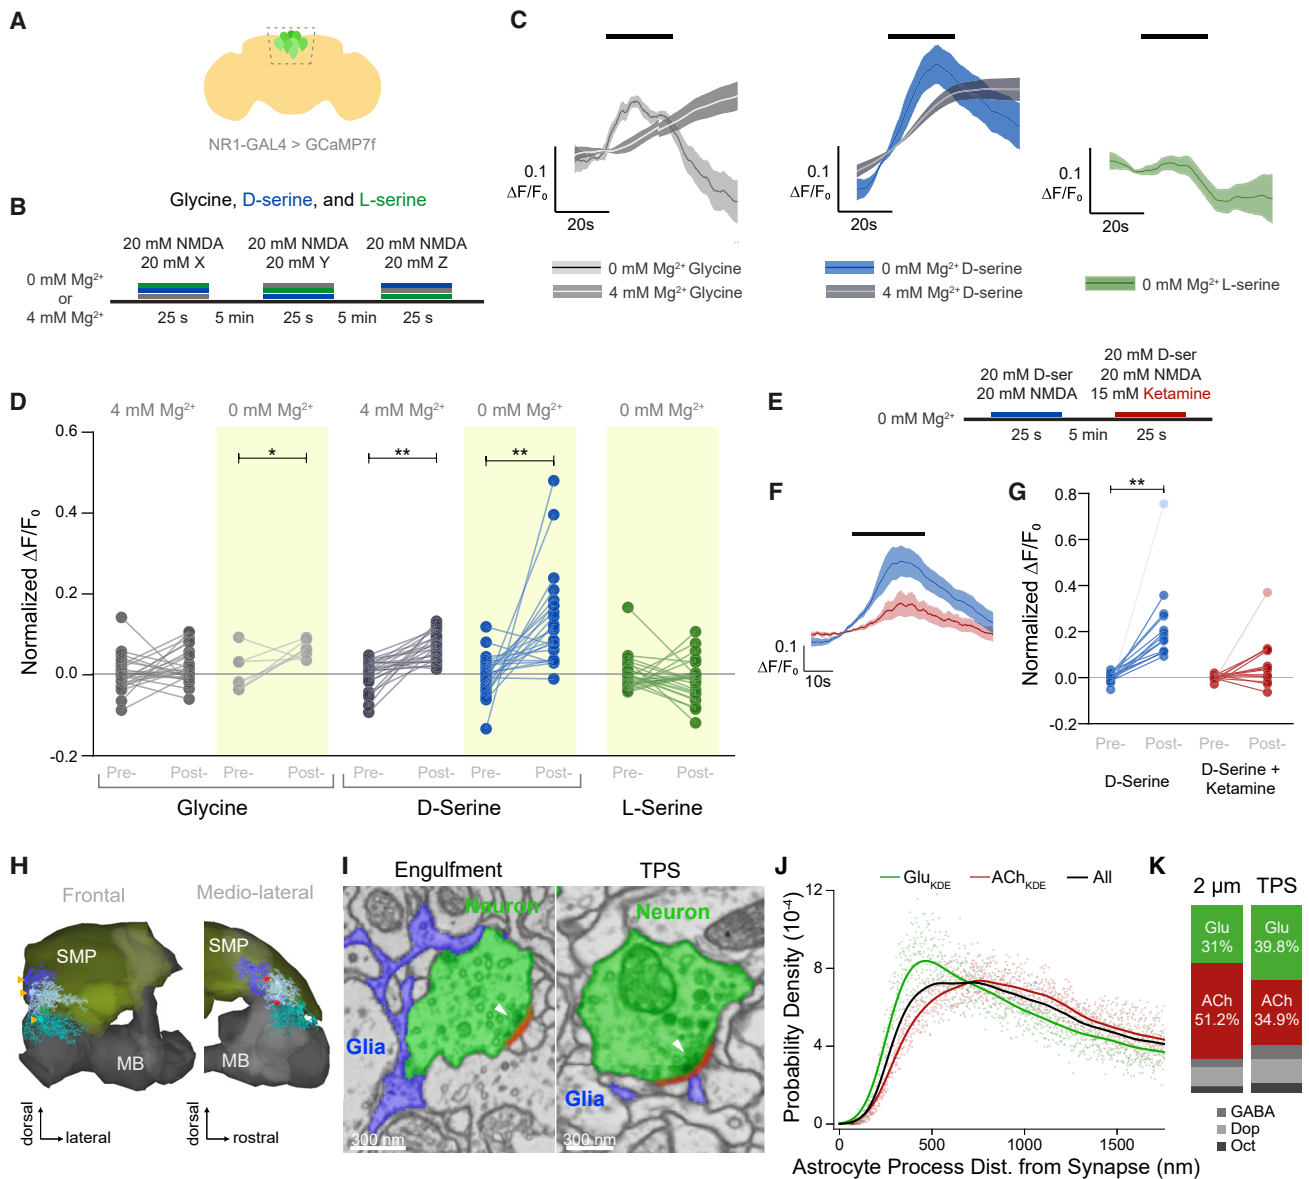 A
NR1-GAL4 > GCaMP7f
B
Glycine, D-serine, and L-serine
20 mM NMDA
20 mM X
20 mM NMDA
20 mM Y
20 mM NMDA
20 mM Z
0 mM Mg²⁺
or
4 mM Mg²⁺
25 s
5 min
25 s
5 min
25 s
C
0.1
ΔF/F₀
20s
0 mM Mg²⁺ Glycine
4 mM Mg²⁺ Glycine
0.1
ΔF/F₀
20s
0 mM Mg²⁺ D-serine
4 mM Mg²⁺ D-serine
0.1
ΔF/F₀
20s
0 mM Mg²⁺ L-serine
D
4 mM Mg²⁺
0 mM Mg²⁺
4 mM Mg²⁺
0 mM Mg²⁺
0 mM Mg²⁺
Normalized ΔF/F₀
0.6
0.4
0.2
0.0
-0.2
*
**
**
Pre-
Post-
Pre-
Post-
Pre-
Post-
Pre-
Post-
Pre-
Post-
Glycine
D-Serine
L-Serine
E
20 mM D-ser
20 mM NMDA
20 mM D-ser
20 mM NMDA
15 mM Ketamine
0 mM Mg²⁺
25 s
5 min
25 s
F
0.1
ΔF/F₀
10s
G
**
Normalized ΔF/F₀
0.8
0.6
0.4
0.2
0.0
-0.2
Pre-
Post-
Pre-
Post-
D-Serine
D-Serine +
Ketamine
H
Frontal
Medio-lateral
SMP
MB
SMP
MB
dorsal
lateral
dorsal
rostral
I
Engulfment
TPS
Neuron
Glia
300 nm
Neuron
Glia
300 nm
J
Glu KDE
ACh KDE
All
Probability Density (10⁻⁴)
12
8
4
0
0
500
1000
1500
Astrocyte Process Dist. from Synapse (nm)
K
2 μm
TPS
Glu
31%
Glu
39.8%
ACh
51.2%
ACh
34.9%
GABA
Dop
Oct